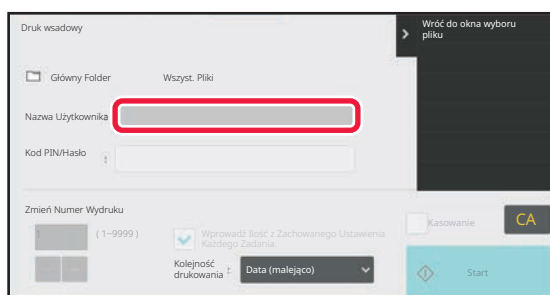 Druk wsadowy
Wróć do okna wyboru
pliku
Główny Folder
Wszyst. Pliki
Nazwa Użytkownika
Kod PIN/Hasło
Zmień Numer Wydruku
1
( 1~9999 )
Wprowadź Ilość z Zachowanego Ustawienia
Każdego Zadania.
Kolejność
drukowania
Data (malejąco)
Kasowanie
CA
Start